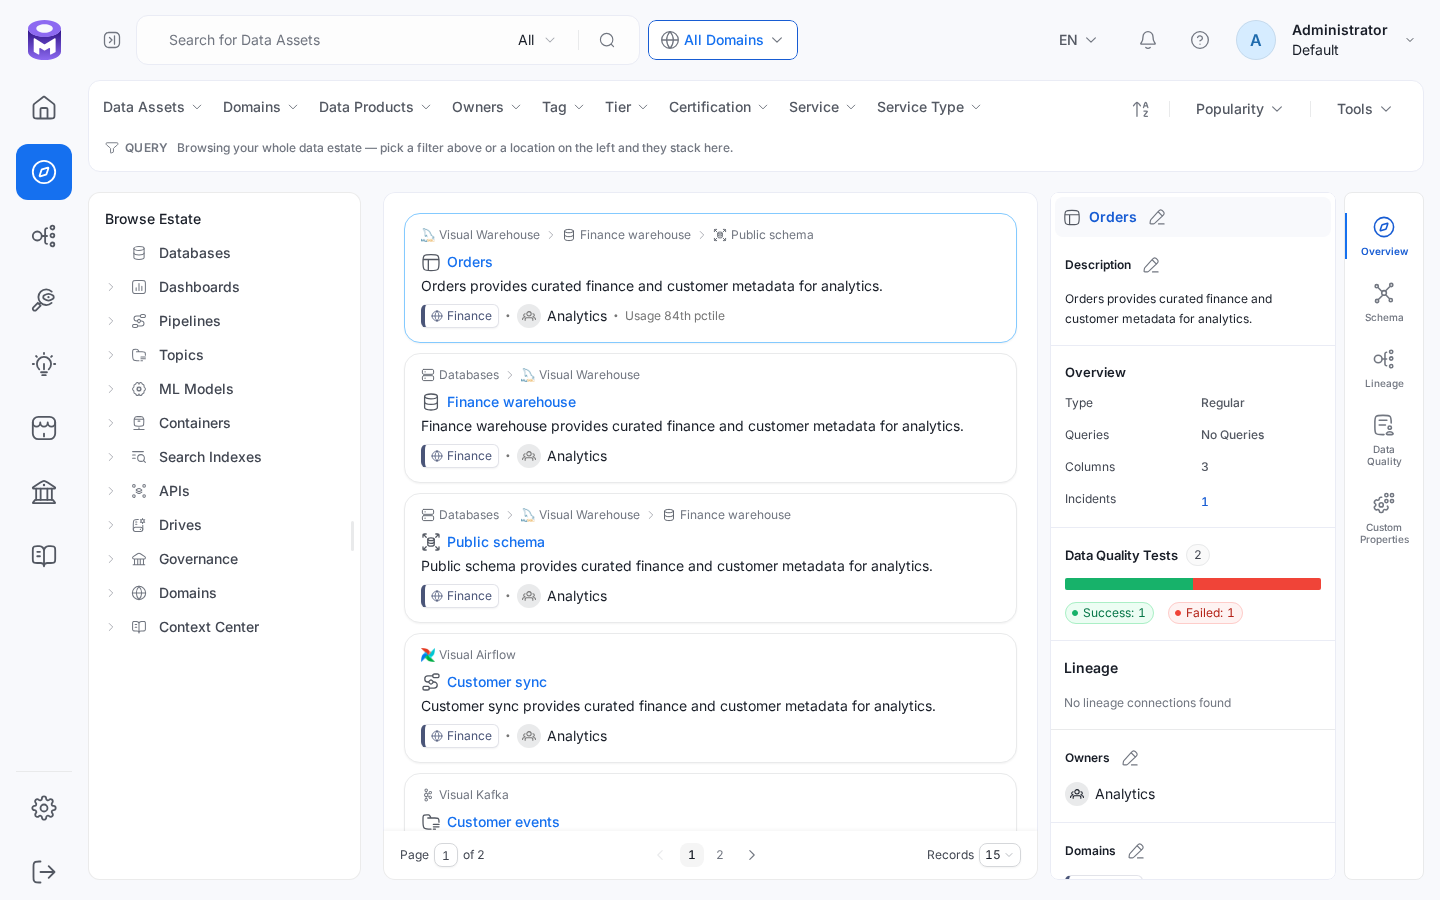 Search for Data Assets
All
All Domains
EN
A
Administrator
Default
Data Assets
Domains
Data Products
Owners
Tag
Tier
Certification
Service
Service Type
Popularity
Tools
QUERY Browsing your whole data estate — pick a filter above or a location on the left and they stack here.
Browse Estate
Databases
Dashboards
Pipelines
Topics
ML Models
Containers
Search Indexes
APIs
Drives
Governance
Domains
Context Center
Visual Warehouse
Finance warehouse
Public schema
Orders
Orders provides curated finance and customer metadata for analytics.
Finance • Analytics • Usage 84th pctile
Databases
Visual Warehouse
Finance warehouse
Finance warehouse provides curated finance and customer metadata for analytics.
Finance • Analytics
Databases
Visual Warehouse
Finance warehouse
Public schema
Public schema provides curated finance and customer metadata for analytics.
Finance • Analytics
Visual Airflow
Customer sync
Customer sync provides curated finance and customer metadata for analytics.
Finance • Analytics
Visual Kafka
Customer events
Page 1 of 2
1
2
Records 15
Orders
Description
Orders provides curated finance and
customer metadata for analytics.
Overview
Type Regular
Queries No Queries
Columns 3
Incidents 1
Data Quality Tests 2
Success: 1
Failed: 1
Lineage
No lineage connections found
Owners
Analytics
Domains
Overview
Schema
Lineage
Data
Quality
Custom
Properties